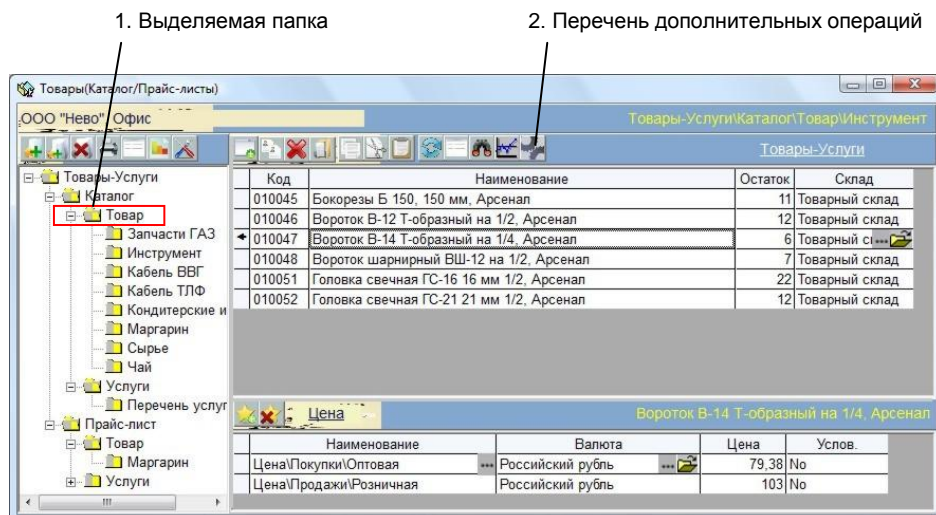 1. Выделяемая папка
2. Перечень дополнительных операций
Товары(Каталог/Прайс-листы)
ООО "Нево" Офис
Товары-Услуги\Каталог\Товар\Инструмент
Товары-Услуги
Товары-Услуги
Каталог
Товар
Запчасти ГАЗ
Инструмент
Кабель ВВГ
Кабель ТЛФ
Кондитерские и
Маргарин
Сырье
Чай
Услуги
Перечень услуг
Прайс-лист
Товар
Маргарин
Услуги
Код Наименование Остаток Склад
010045 Бокорезы Б 150, 150 мм, Арсенал 11 Товарный склад
010046 Вороток В-12 Т-образный на 1/2, Арсенал 12 Товарный склад
010047 Вороток В-14 Т-образный на 1/4, Арсенал 6 Товарный ...
010048 Вороток шарнирный ВШ-12 на 1/2, Арсенал 7 Товарный склад
010051 Головка свечная ГС-16 16 мм 1/2, Арсенал 22 Товарный склад
010052 Головка свечная ГС-21 21 мм 1/2, Арсенал 12 Товарный склад
Цена
Вороток В-14 Т-образный на 1/4, Арсенал
Наименование Валюта Цена Услов.
Цена\Покупки\Оптовая ... Российский рубль ... 79,38 No
Цена\Продажи\Розничная Российский рубль 103 No